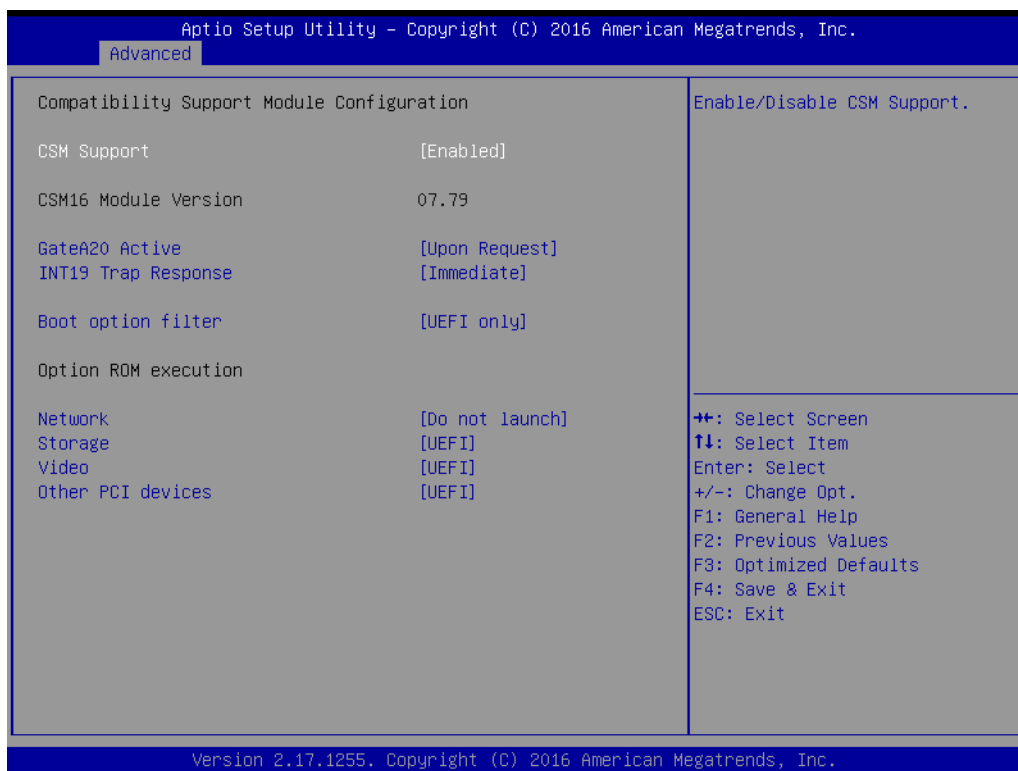 Aptio Setup Utility – Copyright (C) 2016 American Megatrends, Inc.
Advanced
Compatibility Support Module Configuration
CSM Support [Enabled]
CSM16 Module Version 07.79
GateA20 Active [Upon Request]
INT19 Trap Response [Immediate]
Boot option filter [UEFI only]
Option ROM execution
Network [Do not launch]
Storage [UEFI]
Video [UEFI]
Other PCI devices [UEFI]
Enable/Disable CSM Support.
→←: Select Screen
↑↓: Select Item
Enter: Select
+/-: Change Opt.
F1: General Help
F2: Previous Values
F3: Optimized Defaults
F4: Save & Exit
ESC: Exit
Version 2.17.1255. Copyright (C) 2016 American Megatrends, Inc.